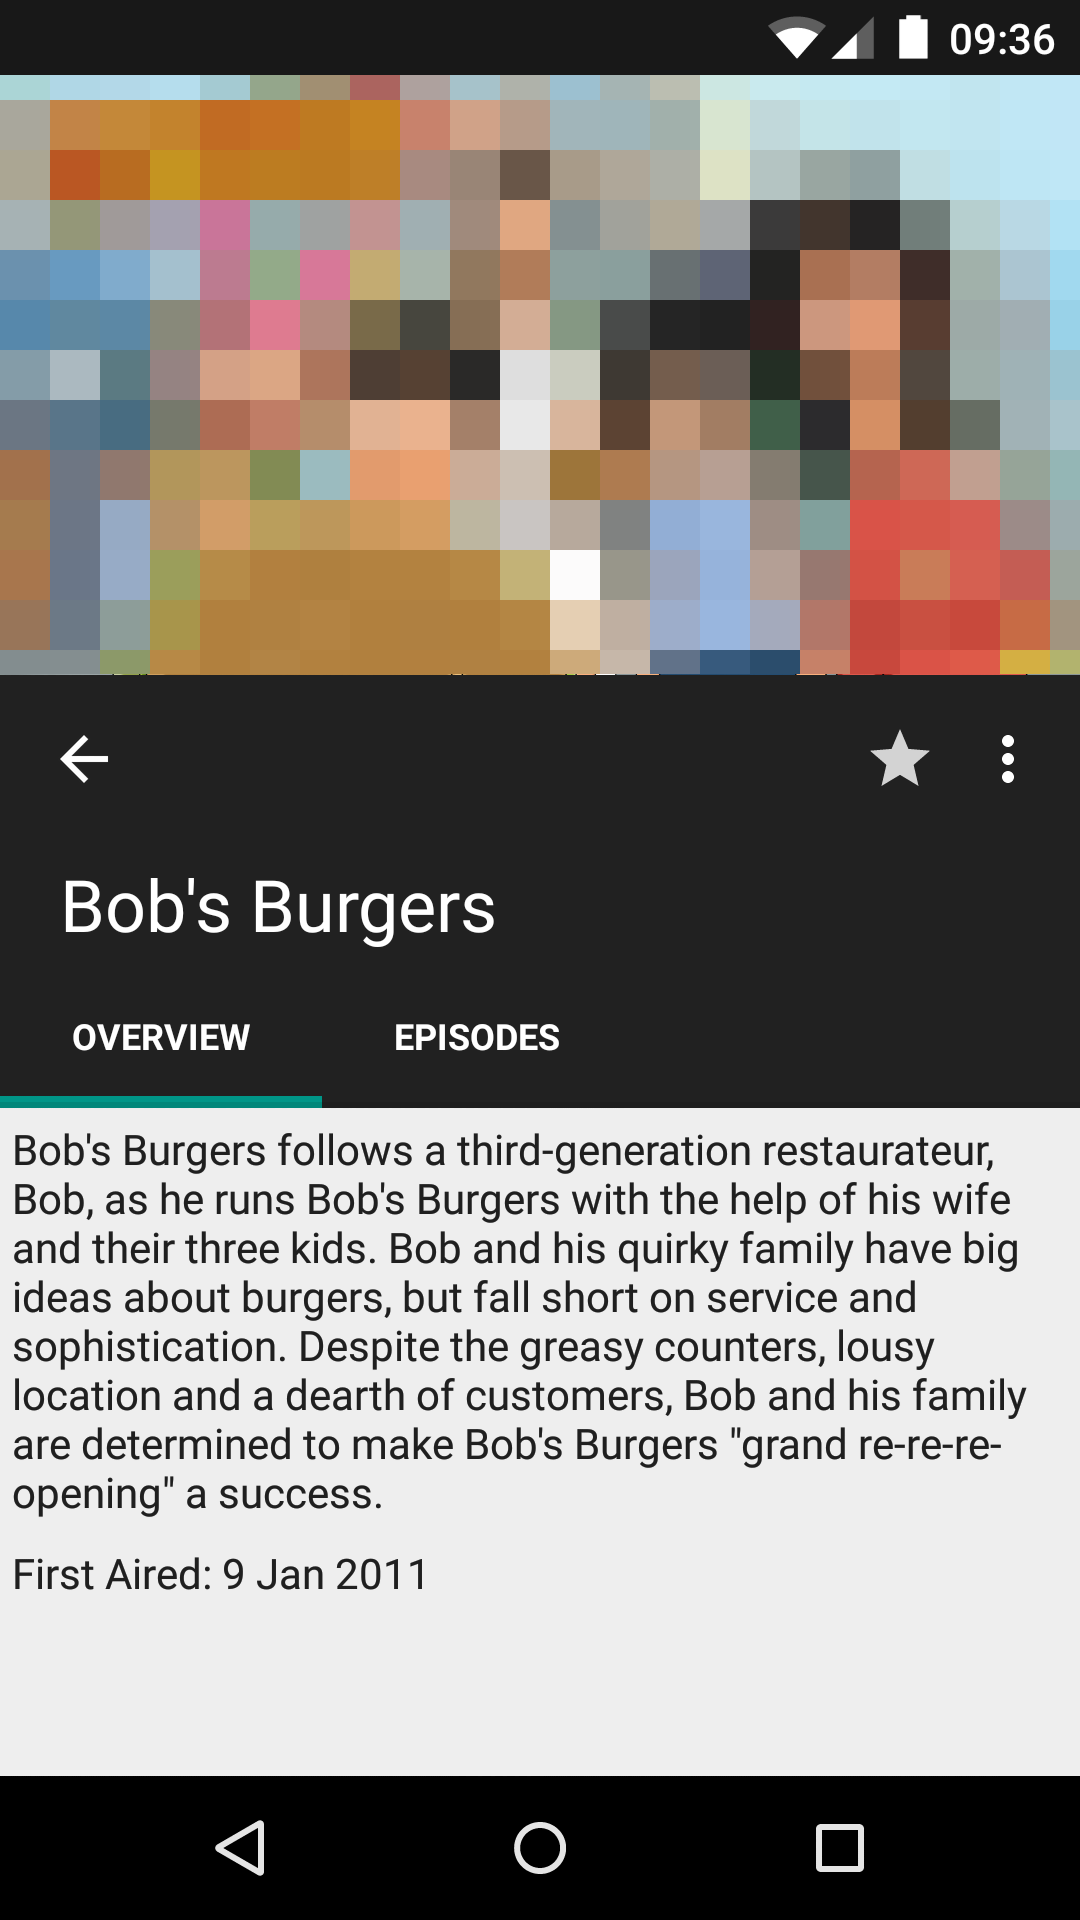 09:36
Bob's Burgers
OVERVIEW EPISODES
Bob's Burgers follows a third-generation restaurateur,
Bob, as he runs Bob's Burgers with the help of his wife
and their three kids. Bob and his quirky family have big
ideas about burgers, but fall short on service and
sophistication. Despite the greasy counters, lousy
location and a dearth of customers, Bob and his family
are determined to make Bob's Burgers "grand re-re-re-
opening" a success.
First Aired: 9 Jan 2011